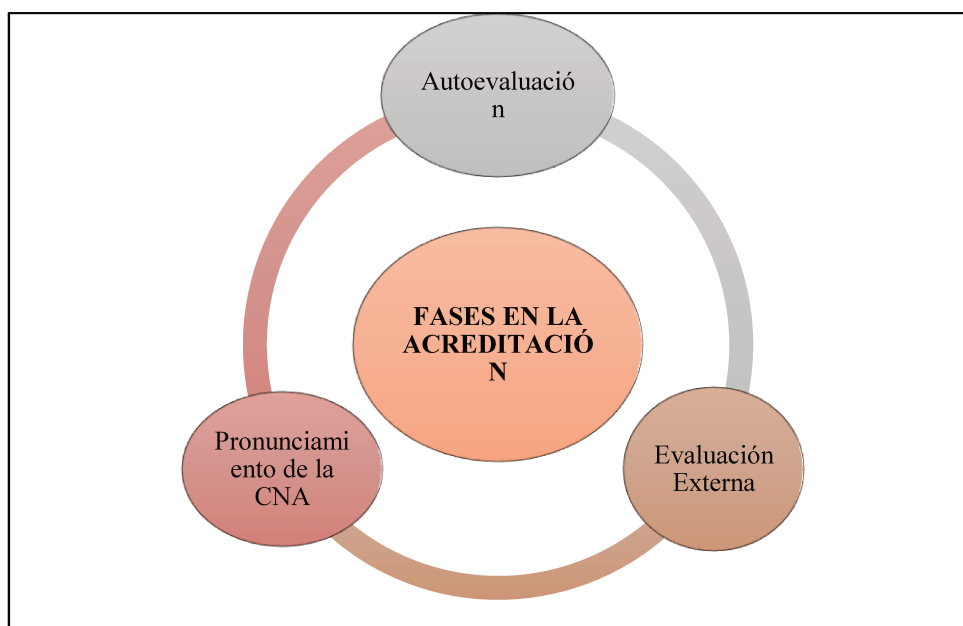 Autoevaluació
n
FASES EN LA
ACREDITACIÓ
N
Pronunciami
ento de la
CNA
Evaluación
Externa